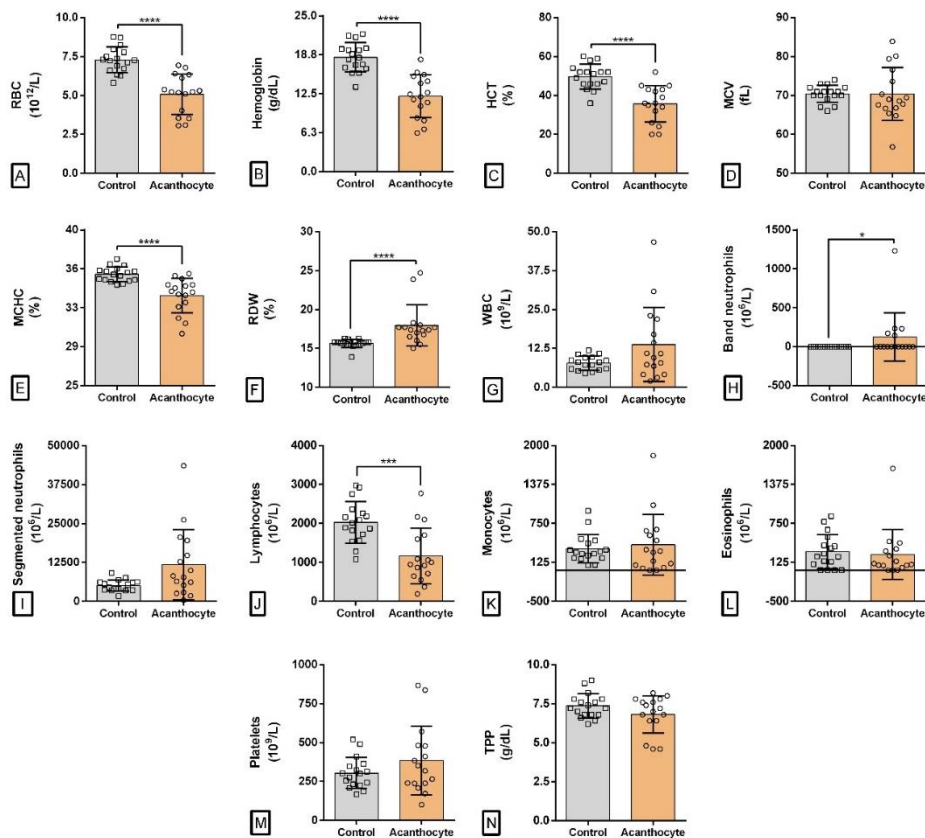 RBC
(10¹²/L)
10.0
7.5
5.0
2.5
0.0
****
Control Acanthocyte
A
Hemoglobin
(g/dL)
25.0
18.8
12.5
6.3
0.0
****
Control Acanthocyte
B
HCT
(%)
80
60
40
20
0
****
Control Acanthocyte
C
MCV
(fL)
90
80
70
60
50
Control Acanthocyte
D
MCHC
(%)
40
36
33
29
25
****
Control Acanthocyte
E
RDW
(%)
30
25
20
15
10
****
Control Acanthocyte
F
WBC
(10⁹/L)
50.0
37.5
25.0
12.5
0.0
Control Acanthocyte
G
Band neutrophils
(10⁶/L)
1500
1000
500
0
-500
*
Control Acanthocyte
H
Segmented neutrophils
(10⁶/L)
50000
37500
25000
12500
0
Control Acanthocyte
I
Lymphocytes
(10⁶/L)
4000
3000
2000
1000
0
***
Control Acanthocyte
J
Monocytes
(10⁶/L)
2000
1375
750
125
-500
Control Acanthocyte
K
Eosinophils
(10⁶/L)
2000
1375
750
125
-500
Control Acanthocyte
L
Platelets
(10⁹/L)
1000
750
500
250
0
Control Acanthocyte
M
TPP
(g/dL)
10.0
7.5
5.0
2.5
0.0
Control Acanthocyte
N